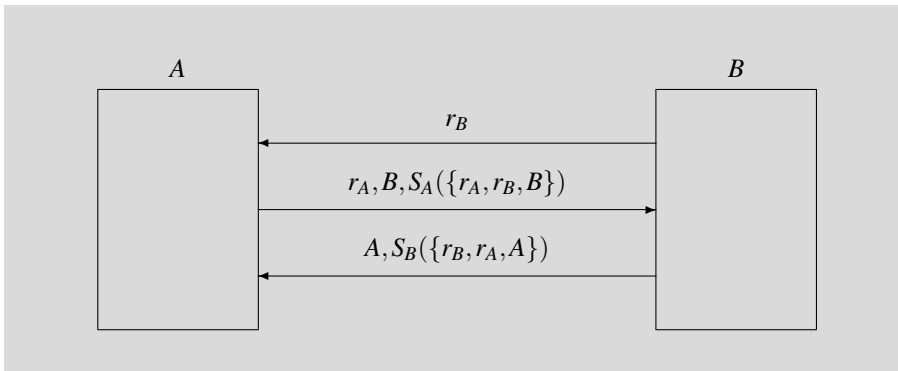 A B
r_B
r_A, B, S_A({r_A, r_B, B})
A, S_B({r_B, r_A, A})